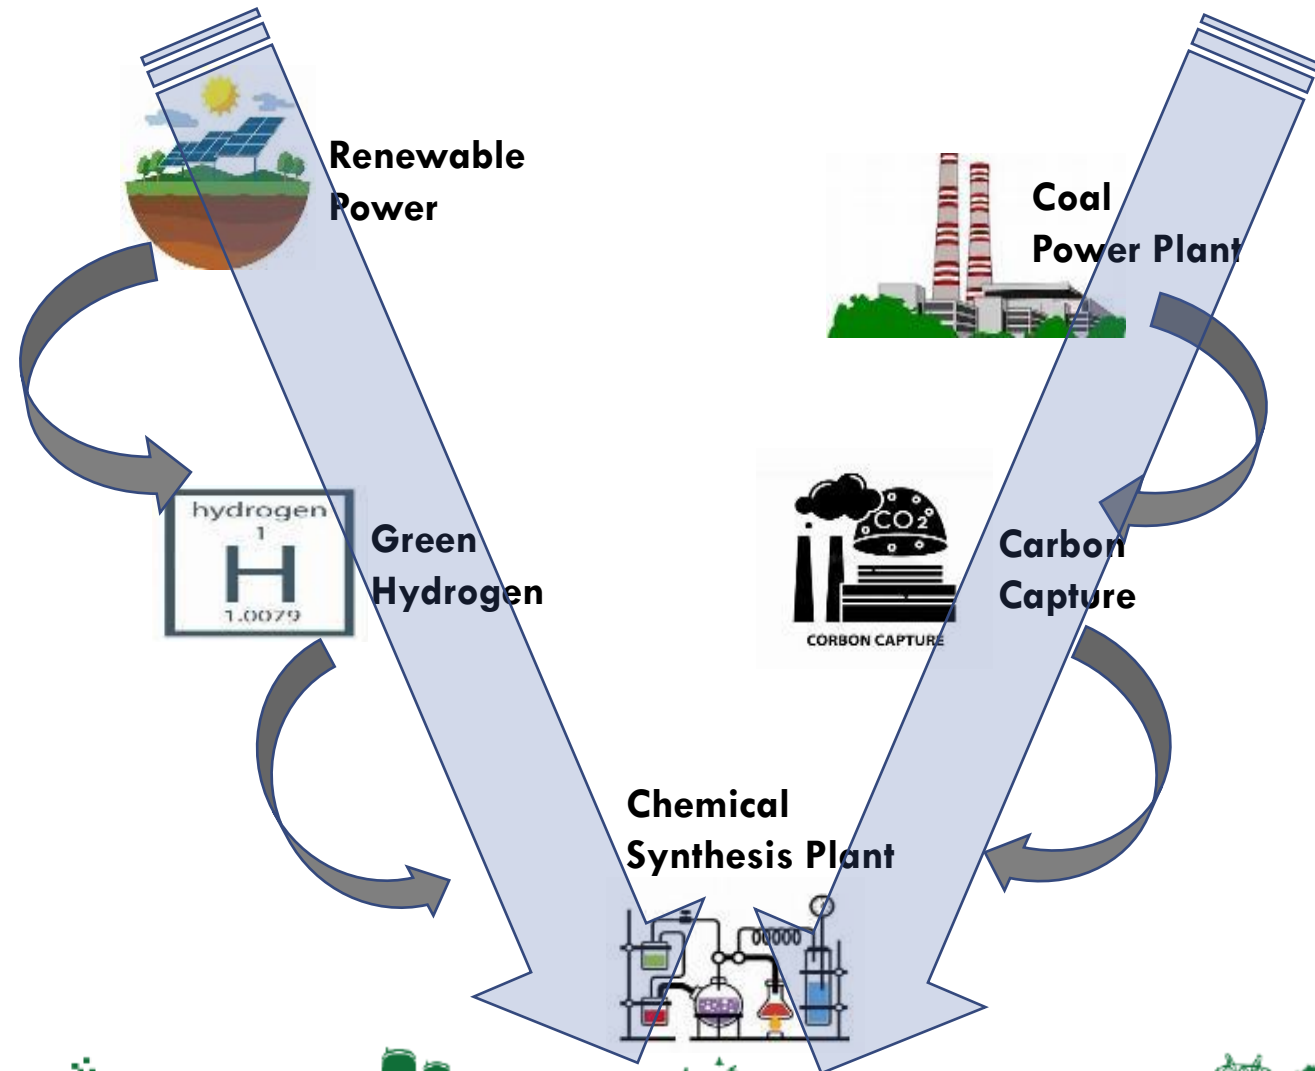 Renewable
Power
Coal
Power Plant
hydrogen
1
H
1.0079
Green
Hydrogen
CO2
CORBON CAPTURE
Carbon
Capture
Chemical
Synthesis Plant